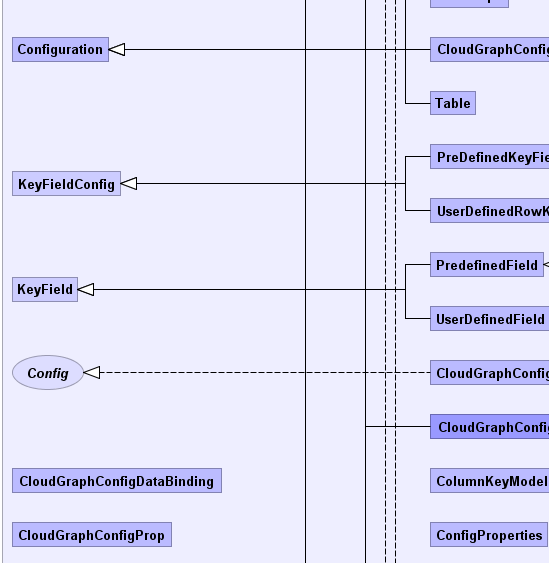 Configuration
CloudGraphConfig
Table
KeyFieldConfig
PreDefinedKeyFie
UserDefinedRowK
KeyField
PredefinedField
UserDefinedField
Config
CloudGraphConfig
CloudGraphConfig
CloudGraphConfigDataBinding
ColumnKeyModel
CloudGraphConfigProp
ConfigProperties